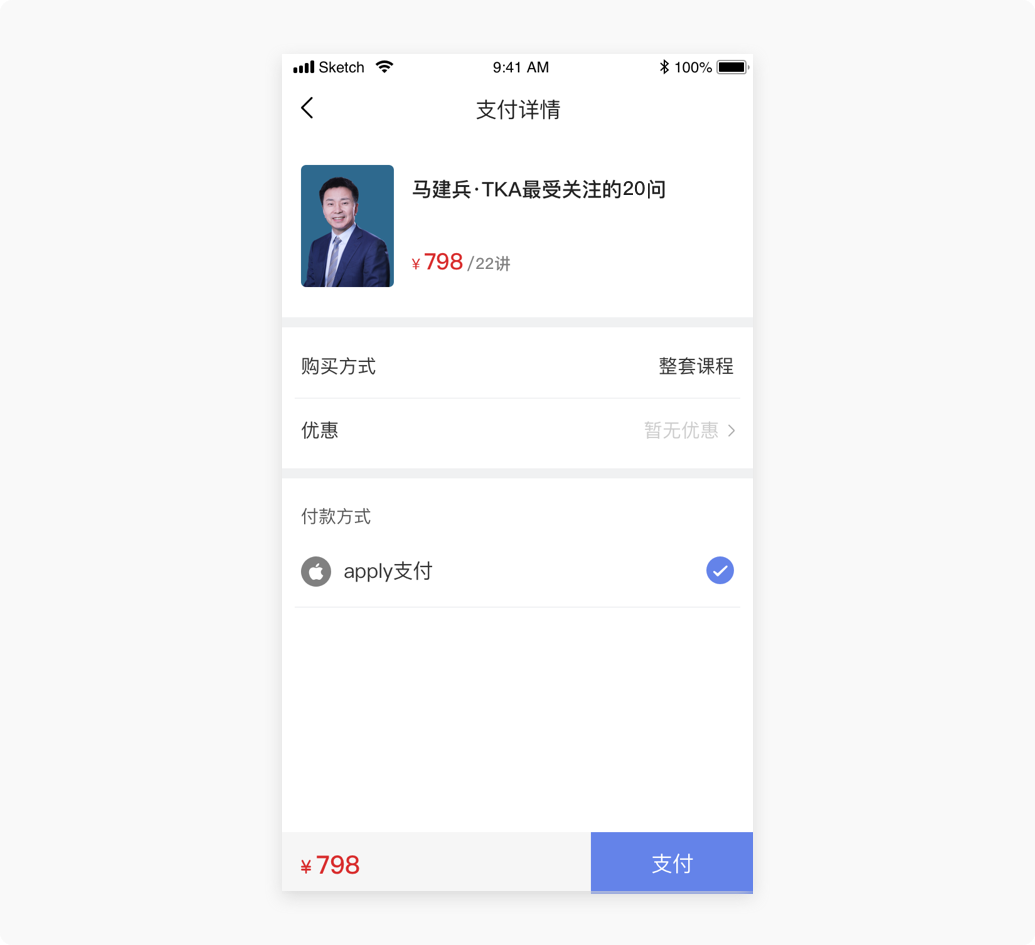 Sketch 9:41 AM 100%
支付详情
马建兵·TKA最受关注的20问
¥ 798 /22讲
购买方式 整套课程
优惠 暂无优惠
付款方式
apply支付
¥ 798 支付